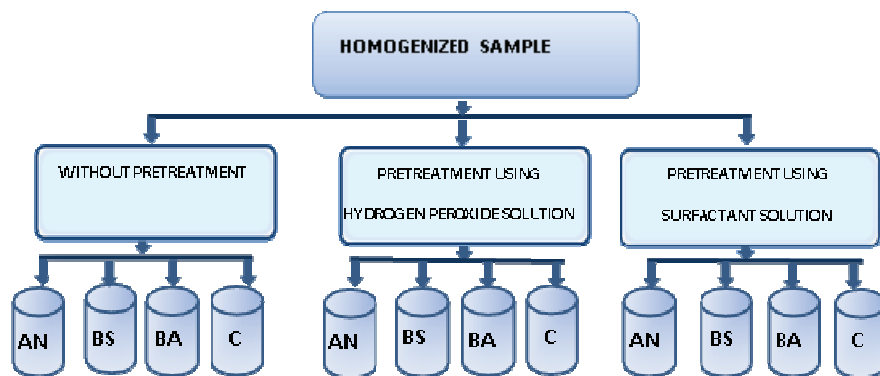 HOMOGENIZED SAMPLE
WITHOUT PRETREATMENT
PRETREATMENT USING
HYDROGEN PEROXIDE SOLUTION
PRETREATMENT USING
SURFACTANT SOLUTION
AN BS BA C
AN BS BA C
AN BS BA C